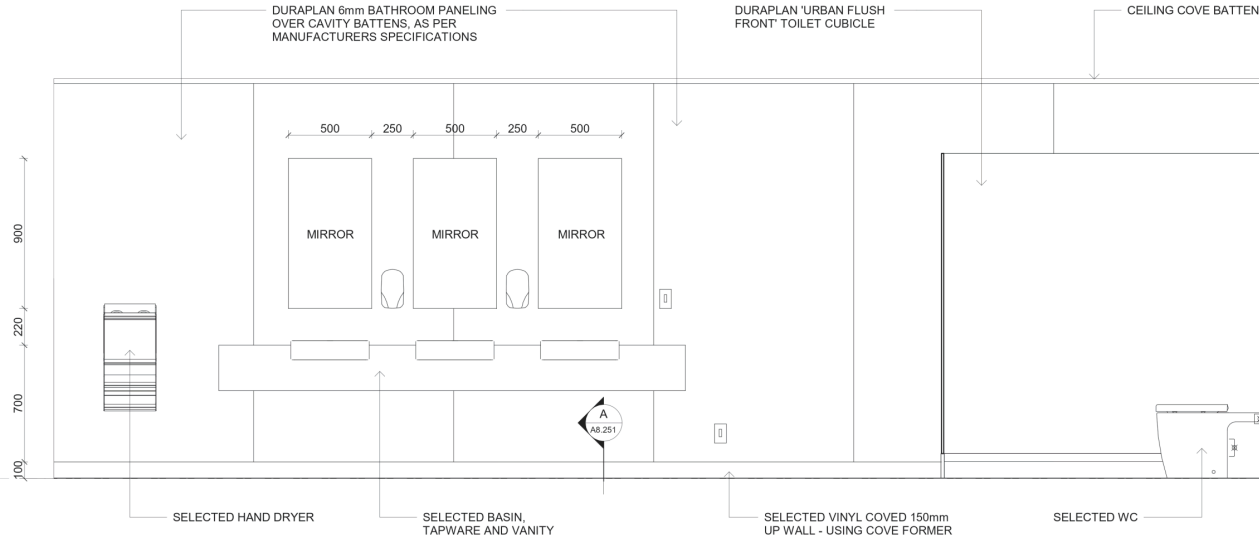 DURAPLAN 6mm BATHROOM PANELING
OVER CAVITY BATTENS, AS PER
MANUFACTURERS SPECIFICATIONS
DURAPLAN 'URBAN FLUSH
FRONT' TOILET CUBICLE
CEILING COVE BATTEN
500
250
500
250
500
900
MIRROR
MIRROR
MIRROR
220
700
A
A8.251
100
SELECTED HAND DRYER
SELECTED BASIN,
TAPWARE AND VANITY
SELECTED VINYL COVED 150mm
UP WALL - USING COVE FORMER
SELECTED WC